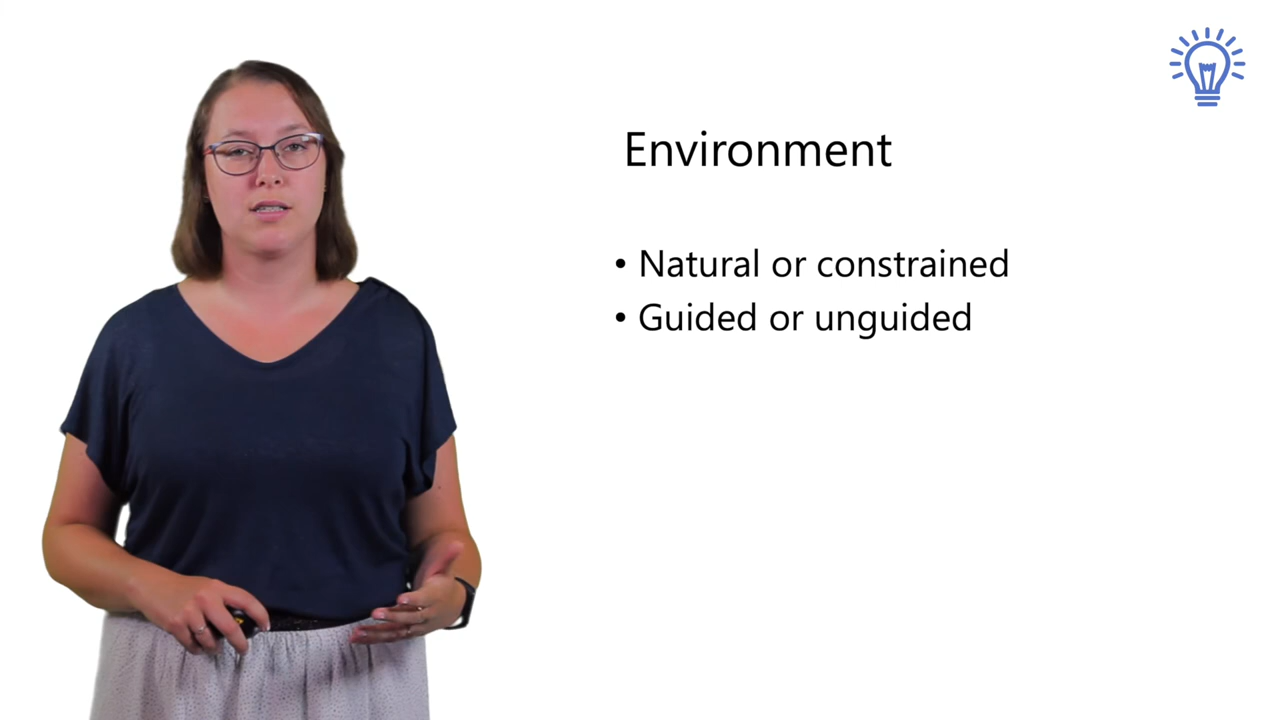 Environment
• Natural or constrained
• Guided or unguided